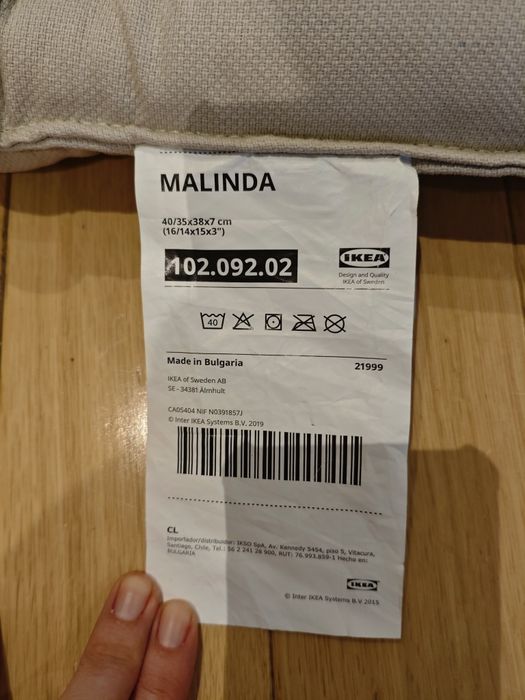 MALINDA
40/35x38x7 cm
(16/14x15x3")
102.092.02
IKEA
Design and Quality
IKEA of Sweden
40
Made in Bulgaria
21999
IKEA of Sweden AB
SE - 34381 Älmhult
CA05404 NIF N0391857J
© Inter IKEA Systems B.V. 2019
CL
Importador/distribuidor: IKSO SpA, Av. Kennedy 5454, piso 5, Vitacura,
Santiago, Chile, Tel.: 56 2 241 26 900, RUT: 76.993.859-1 Hecho en:
BULGARIA
IKEA
© Inter IKEA Systems B.V 2015